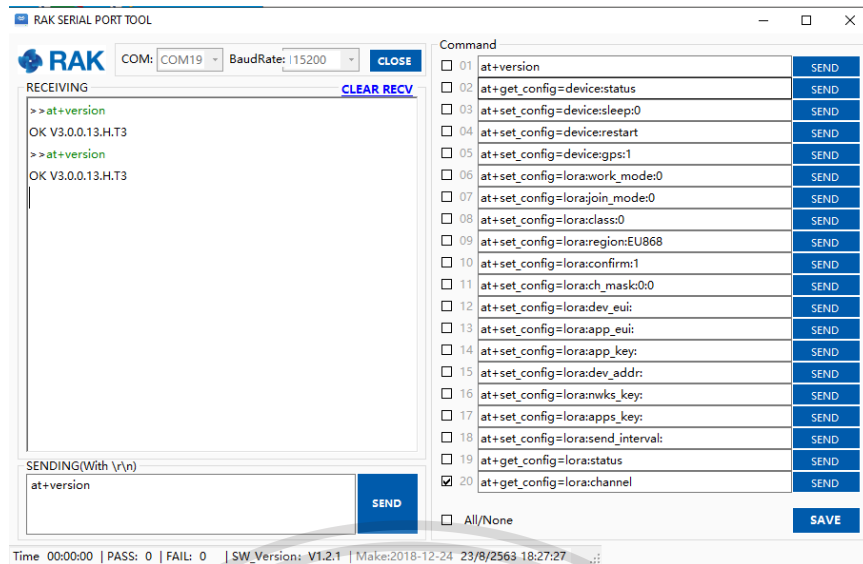 RAK SERIAL PORT TOOL
RAK COM: COM19 BaudRate: 115200 CLOSE
RECEIVING CLEAR RECV
>>at+version
OK V3.0.0.13.H.T3
>>at+version
OK V3.0.0.13.H.T3
SENDING(With \r\n)
at+version
SEND
Command
01 at+version SEND
02 at+get_config=device:status SEND
03 at+set_config=device:sleep:0 SEND
04 at+set_config=device:restart SEND
05 at+set_config=device:gps:1 SEND
06 at+set_config=lora:work_mode:0 SEND
07 at+set_config=lora:join_mode:0 SEND
08 at+set_config=lora:class:0 SEND
09 at+set_config=lora:region:EU868 SEND
10 at+set_config=lora:confirm:1 SEND
11 at+set_config=lora:ch_mask:0:0 SEND
12 at+set_config=lora:dev_eui: SEND
13 at+set_config=lora:app_eui: SEND
14 at+set_config=lora:app_key: SEND
15 at+set_config=lora:dev_addr: SEND
16 at+set_config=lora:nwks_key: SEND
17 at+set_config=lora:apps_key: SEND
18 at+set_config=lora:send_interval: SEND
19 at+get_config=lora:status SEND
20 at+get_config=lora:channel SEND
All/None SAVE
Time 00:00:00 | PASS: 0 | FAIL: 0 | SW_Version: V1.2.1 | Make:2018-12-24 23/8/2563 18:27:27